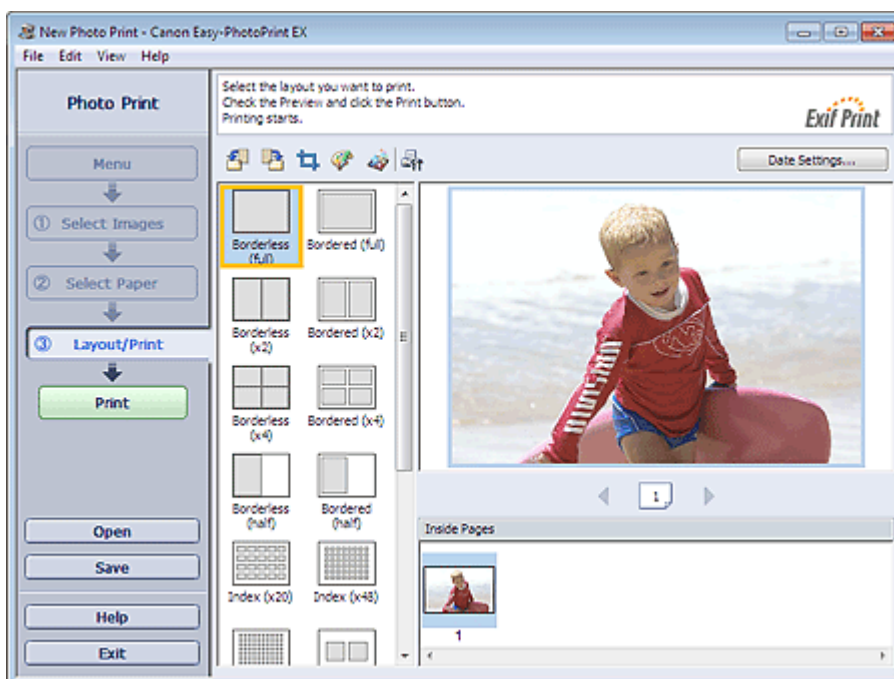 New Photo Print - Canon Easy-PhotoPrint EX
File Edit View Help
Photo Print
Select the layout you want to print.
Check the Preview and click the Print button.
Printing starts.
Exif Print
Menu
① Select Images
② Select Paper
③ Layout/Print
Print
Open
Save
Help
Exit
Date Settings...
Borderless
(full)
Bordered (full)
Borderless
(x2)
Bordered (x2)
Borderless
(x4)
Bordered (x4)
Borderless
(half)
Bordered
(half)
Index (x20)
Index (x48)
DIVISION
1
Inside Pages
1